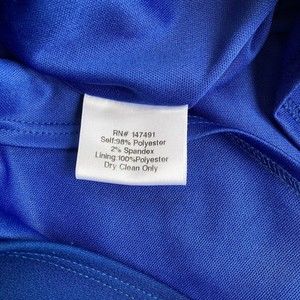 RN# 147491
Self:98% Polyester
2% Spandex
Lining:100%Polyester
Dry Clean Only